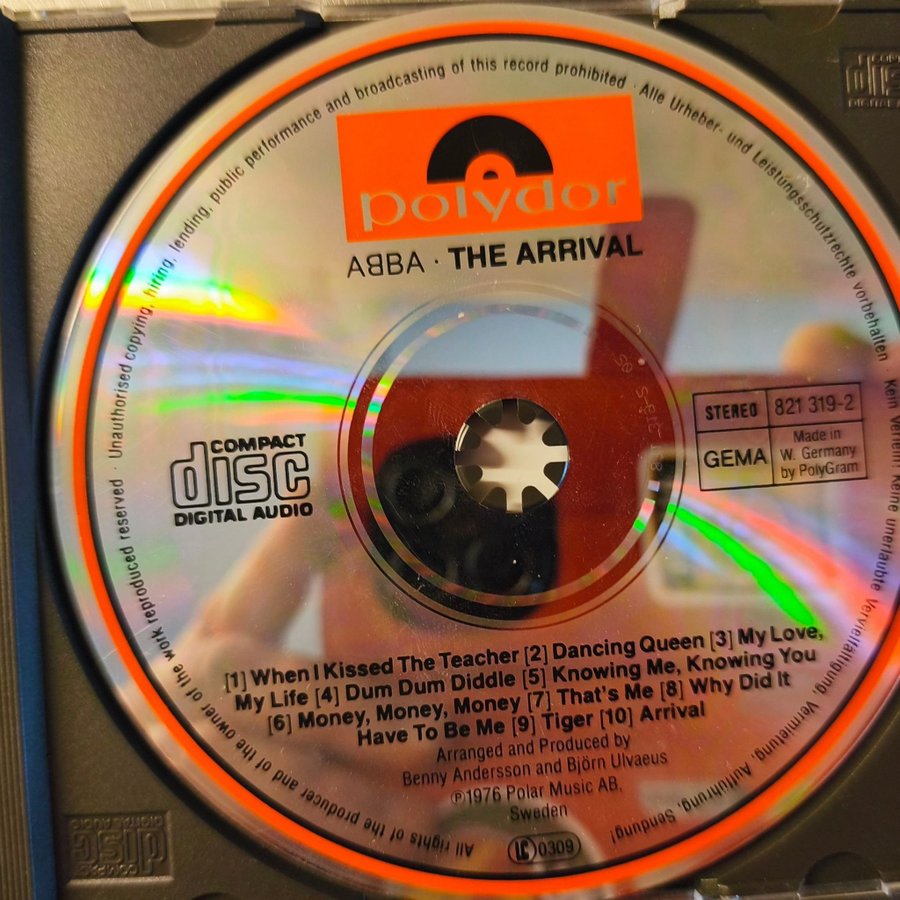 polydor
ABBA · THE ARRIVAL
COMPACT
disc
DIGITAL AUDIO
STEREO 821 319-2
GEMA
Made in
W. Germany
by PolyGram
[1] When I Kissed The Teacher [2] Dancing Queen [3] My Love,
My Life [4] Dum Dum Diddle [5] Knowing Me, Knowing You
[6] Money, Money, Money [7] That's Me [8] Why Did It
Have To Be Me [9] Tiger [10] Arrival
Arranged and Produced by
Benny Andersson and Björn Ulvaeus
℗1976 Polar Music AB,
Sweden
LC 0309
All rights of the producer and of the owner of the work reproduced reserved · Unauthorised copying, hiring, lending, public performance and broadcasting of this record prohibited · Alle Urheber- und Leistungsschutzrechte vorbehalten · Kein Verleih! Keine unerlaubte Vervielfältigung, Vermietung, Aufführung, Sendung!
disc
DIGITAL
COMPACT
disc
DIGITAL AUDIO